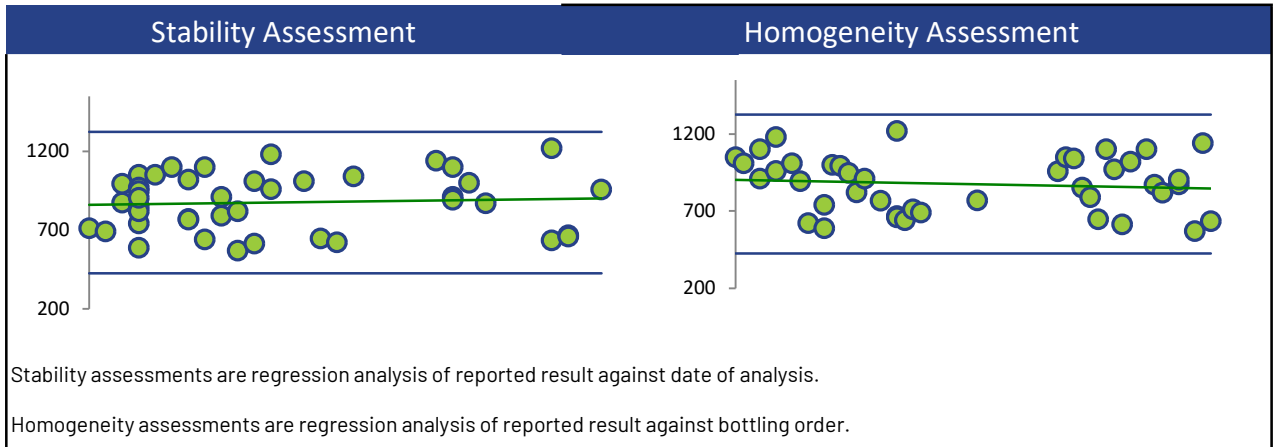 Stability Assessment
Homogeneity Assessment
1200
700
200
1200
700
200
Stability assessments are regression analysis of reported result against date of analysis.
Homogeneity assessments are regression analysis of reported result against bottling order.